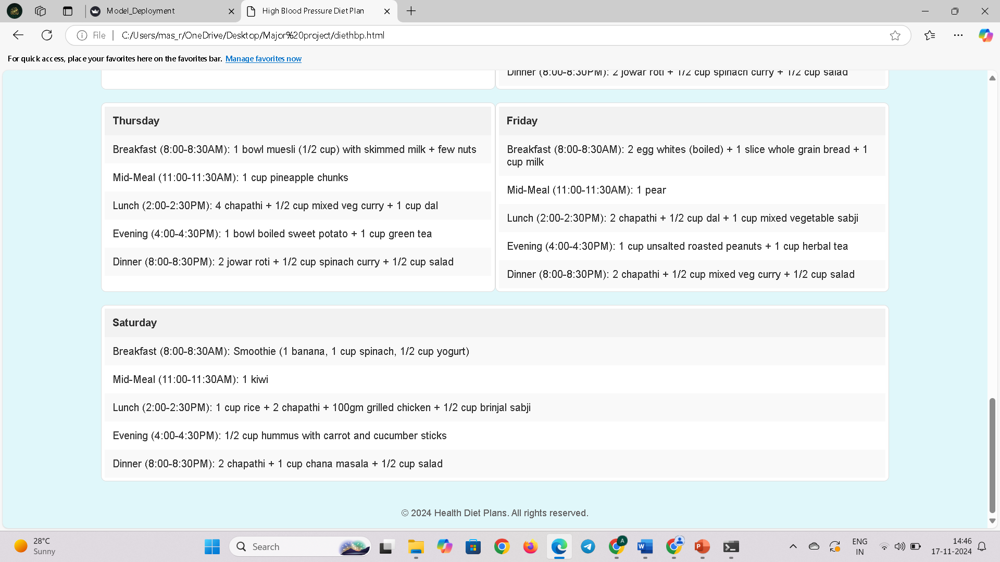 Model_Deployment
High Blood Pressure Diet Plan
File
C:/Users/mas_r/OneDrive/Desktop/Major%20project/diethbp.html
For quick access, place your favorites here on the favorites bar. Manage favorites now
Dinner (8:00-8:30PM): 2 jowar roti + 1/2 cup spinach curry + 1/2 cup salad
Thursday
Breakfast (8:00-8:30AM): 1 bowl muesli (1/2 cup) with skimmed milk + few nuts
Mid-Meal (11:00-11:30AM): 1 cup pineapple chunks
Lunch (2:00-2:30PM): 4 chapathi + 1/2 cup mixed veg curry + 1 cup dal
Evening (4:00-4:30PM): 1 bowl boiled sweet potato + 1 cup green tea
Dinner (8:00-8:30PM): 2 jowar roti + 1/2 cup spinach curry + 1/2 cup salad
Friday
Breakfast (8:00-8:30AM): 2 egg whites (boiled) + 1 slice whole grain bread + 1
cup milk
Mid-Meal (11:00-11:30AM): 1 pear
Lunch (2:00-2:30PM): 2 chapathi + 1/2 cup dal + 1 cup mixed vegetable sabji
Evening (4:00-4:30PM): 1 cup unsalted roasted peanuts + 1 cup herbal tea
Dinner (8:00-8:30PM): 2 chapathi + 1/2 cup mixed veg curry + 1/2 cup salad
Saturday
Breakfast (8:00-8:30AM): Smoothie (1 banana, 1 cup spinach, 1/2 cup yogurt)
Mid-Meal (11:00-11:30AM): 1 kiwi
Lunch (2:00-2:30PM): 1 cup rice + 2 chapathi + 100gm grilled chicken + 1/2 cup brinjal sabji
Evening (4:00-4:30PM): 1/2 cup hummus with carrot and cucumber sticks
Dinner (8:00-8:30PM): 2 chapathi + 1 cup chana masala + 1/2 cup salad
© 2024 Health Diet Plans. All rights reserved.
28°C
Sunny
Search
A
W
P
ENG
IN
14:46
17-11-2024